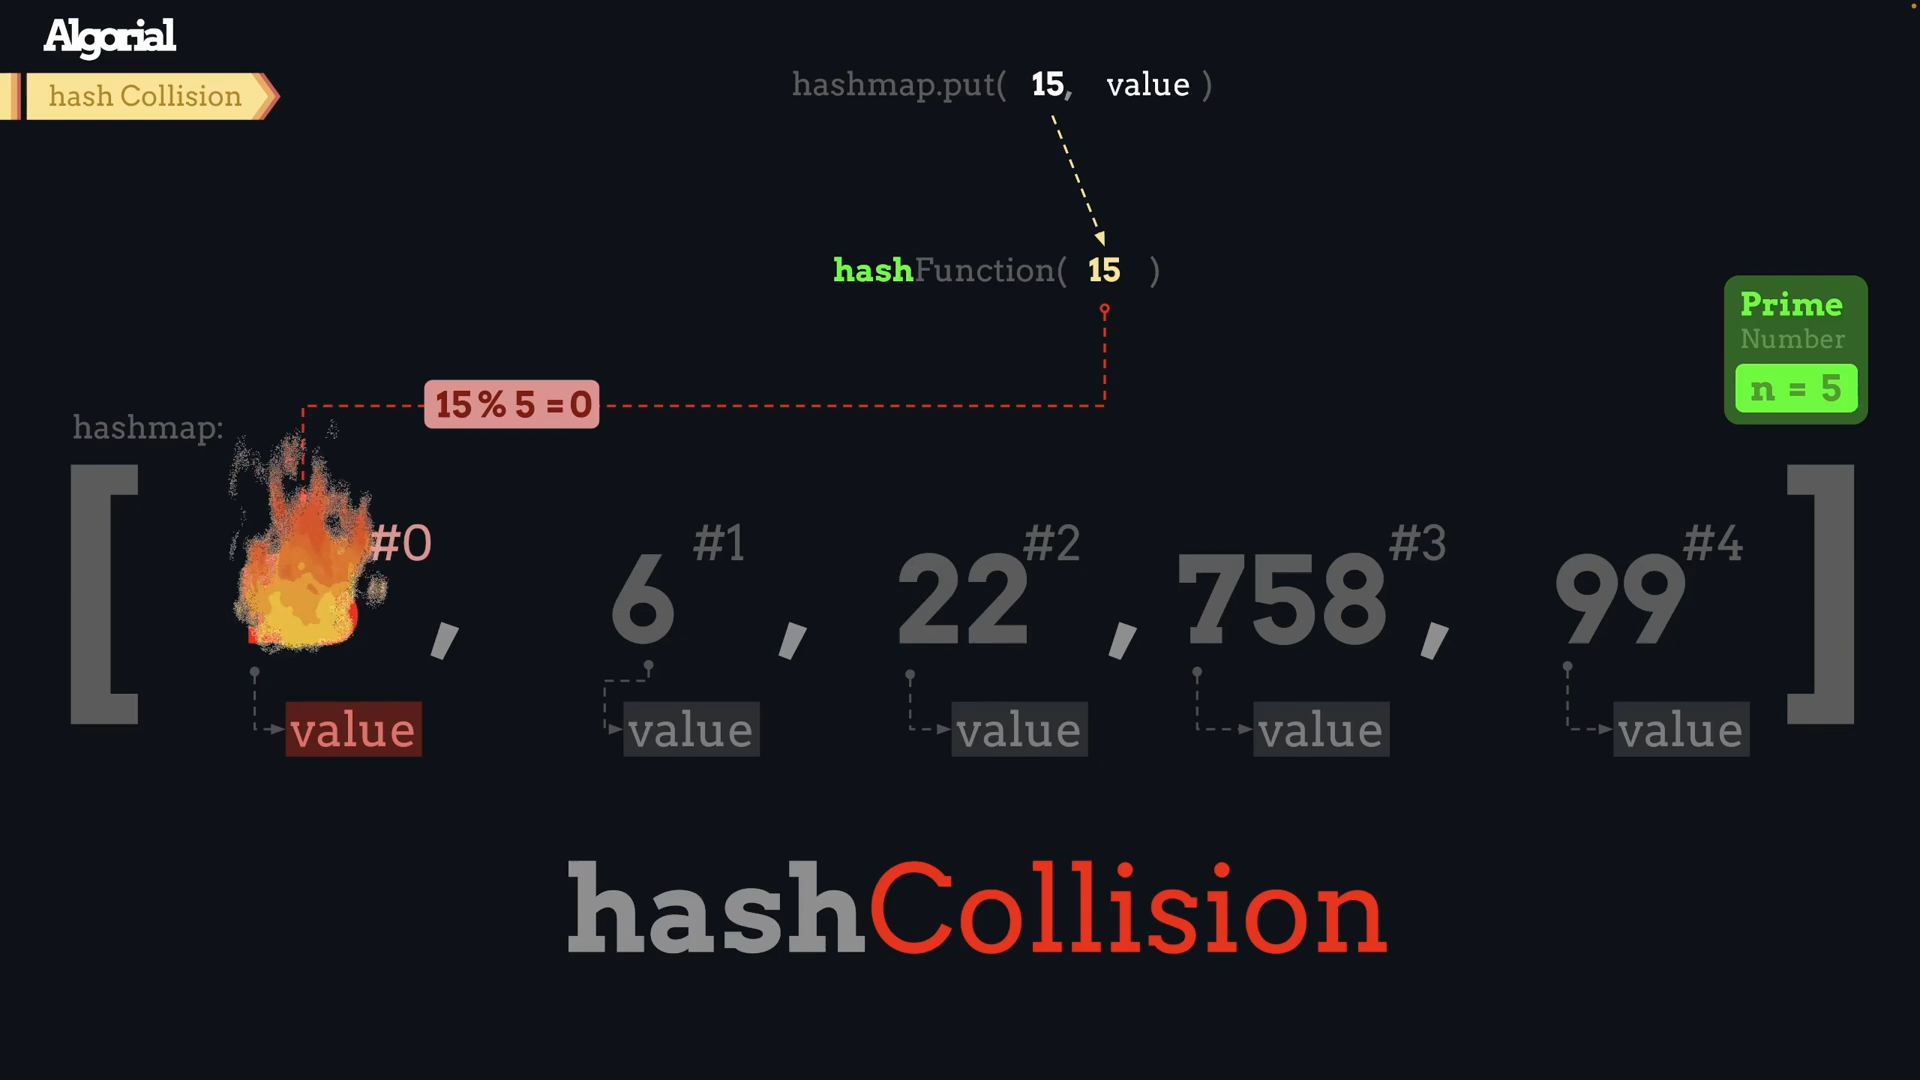 Algorial
hash Collision
hashmap.put( 15, value )
hashFunction( 15 )
Prime
Number
n = 5
15 % 5 = 0
hashmap:
[ #0 , 6 #1 , 22 #2 , 758 #3 , 99 #4 ]
value value value value value
hashCollision